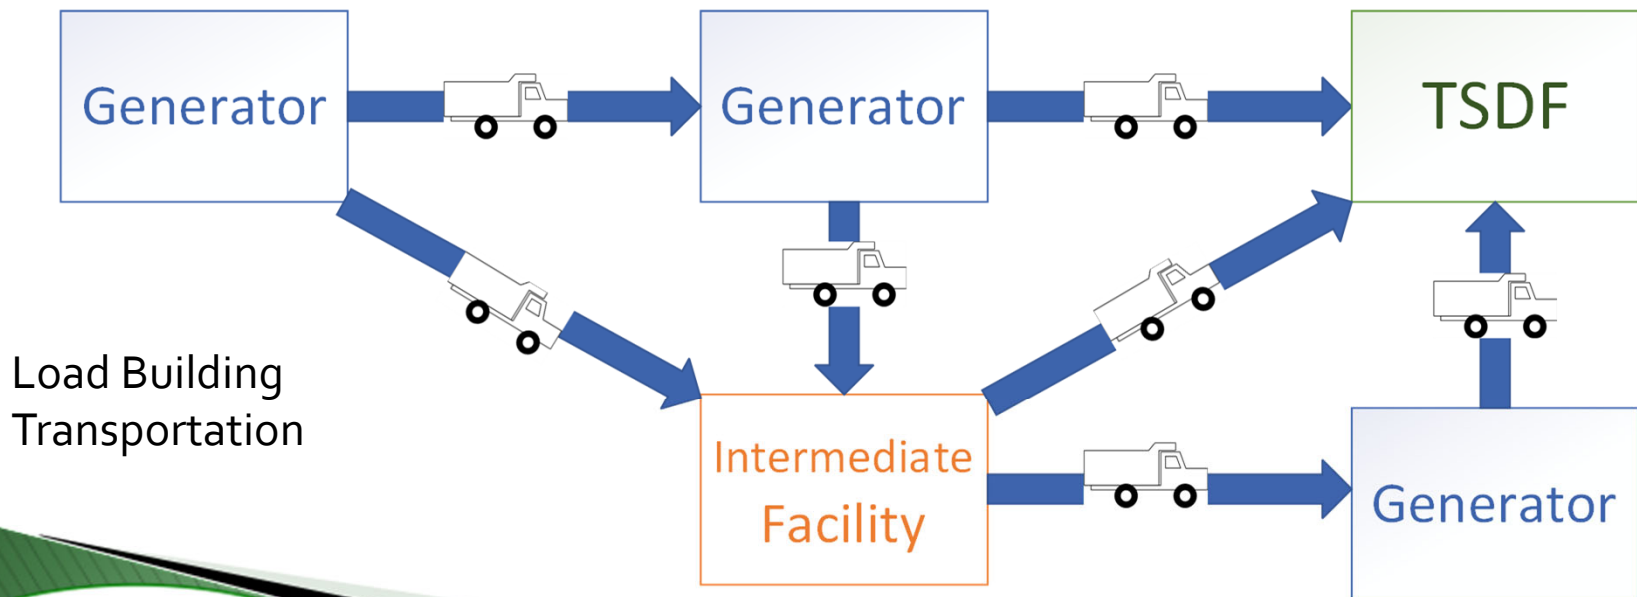 Generator
Generator
TSDF
Load Building
Transportation
Intermediate
Facility
Generator